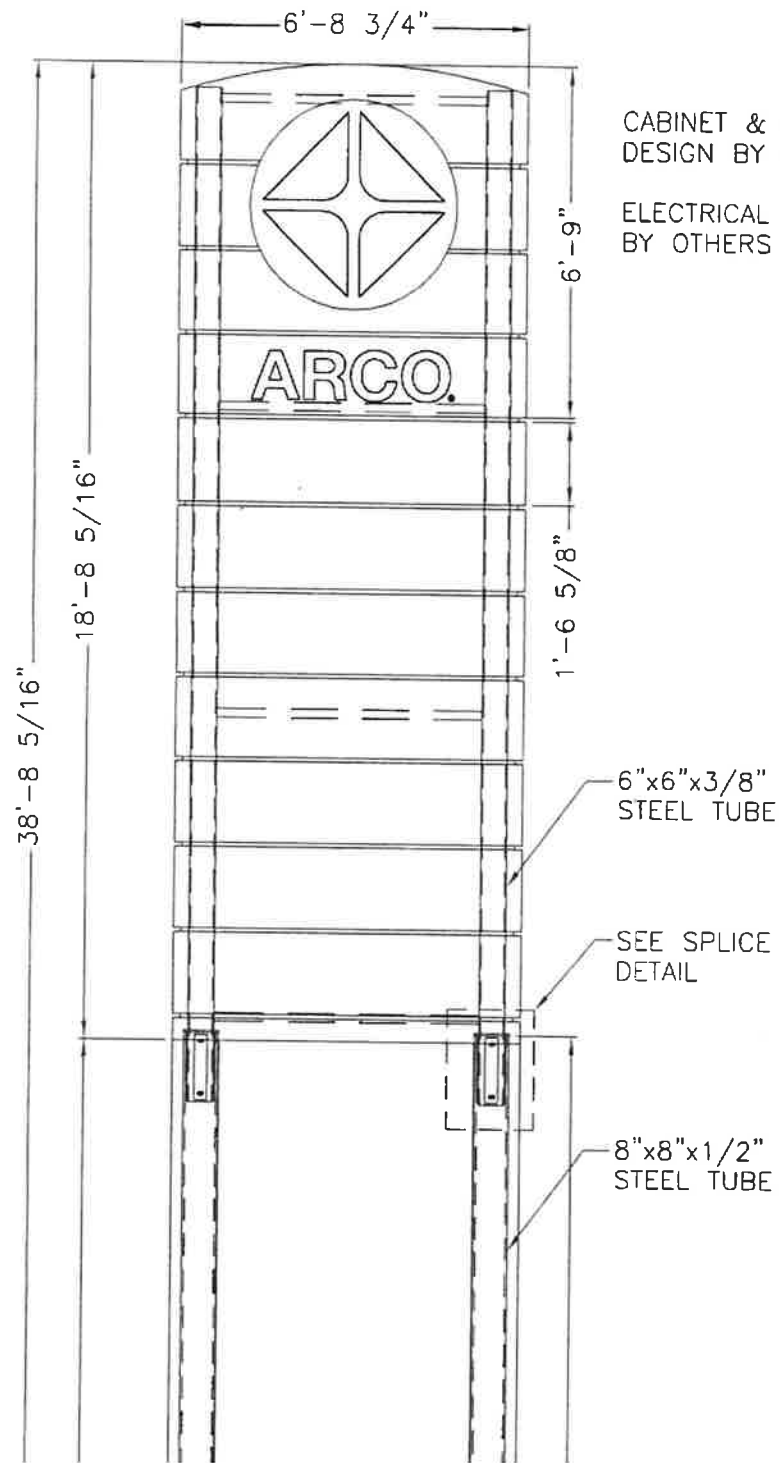 6'-8 3/4"
CABINET &
DESIGN BY
ELECTRICAL
BY OTHERS
6'-9"
ARCO.
18'-8 5/16"
1'-6 5/8"
38'-8 5/16"
6"x6"x3/8"
STEEL TUBE
SEE SPLICE
DETAIL
8"x8"x1/2"
STEEL TUBE